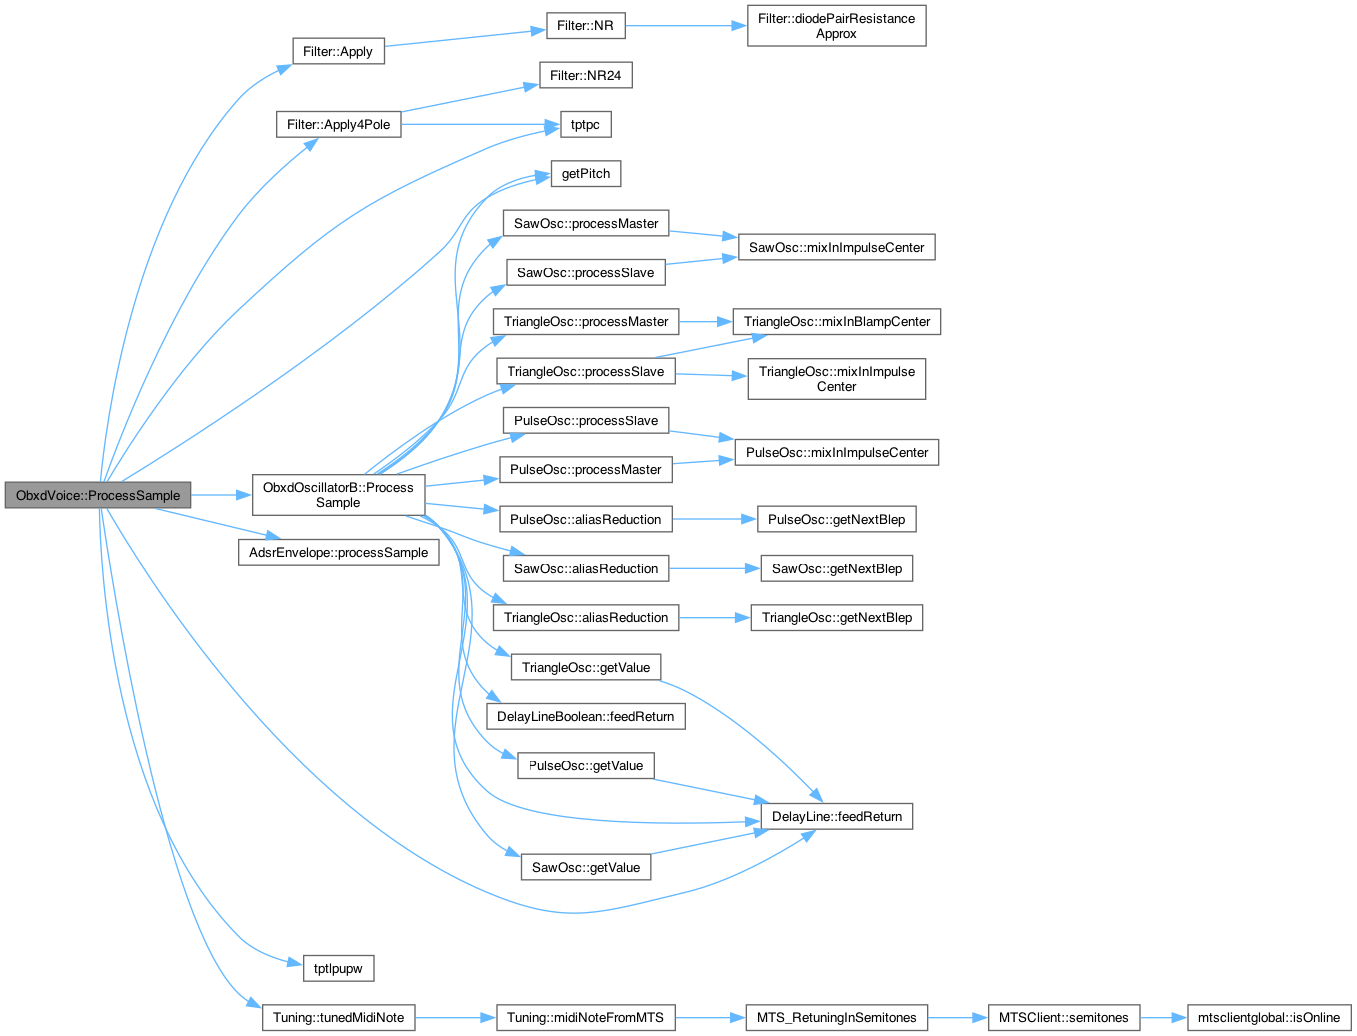 Filter::diodePairResistance
Approx
Filter::NR
Filter::Apply
Filter::NR24
Filter::Apply4Pole
tptpc
getPitch
SawOsc::processMaster
SawOsc::mixInImpulseCenter
SawOsc::processSlave
TriangleOsc::processMaster
TriangleOsc::mixInBlampCenter
TriangleOsc::processSlave
TriangleOsc::mixInImpulse
Center
PulseOsc::processSlave
PulseOsc::mixInImpulseCenter
PulseOsc::processMaster
ObxdVoice::ProcessSample
ObxdOscillatorB::Process
Sample
PulseOsc::aliasReduction
PulseOsc::getNextBlep
AdsrEnvelope::processSample
SawOsc::aliasReduction
SawOsc::getNextBlep
TriangleOsc::aliasReduction
TriangleOsc::getNextBlep
TriangleOsc::getValue
DelayLineBoolean::feedReturn
PulseOsc::getValue
DelayLine::feedReturn
SawOsc::getValue
tptlpupw
Tuning::tunedMidiNote
Tuning::midiNoteFromMTS
MTS_RetuningInSemitones
MTSClient::semitones
mtsclientglobal::isOnline